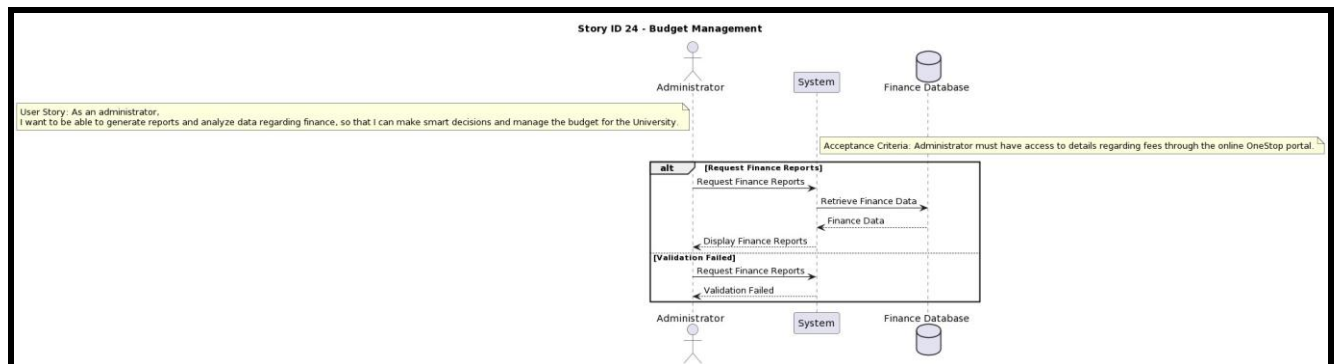 Story ID 24 - Budget Management
Administrator
System
Finance Database
User Story: As an administrator,
I want to be able to generate reports and analyze data regarding finance, so that I can make smart decisions and manage the budget for the University.
Acceptance Criteria: Administrator must have access to details regarding fees through the online OneStop portal.
alt [Request Finance Reports]
Request Finance Reports
Retrieve Finance Data
Finance Data
Display Finance Reports
[Validation Failed]
Request Finance Reports
Validation Failed
Administrator
System
Finance Database